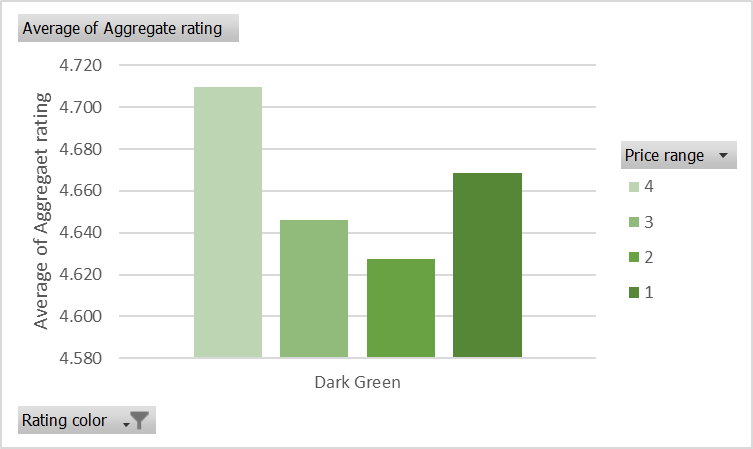 Average of Aggregate rating
Average of Aggregaet rating
4.720
4.700
4.680
4.660
4.640
4.620
4.600
4.580
Dark Green
Price range
4
3
2
1
Rating color